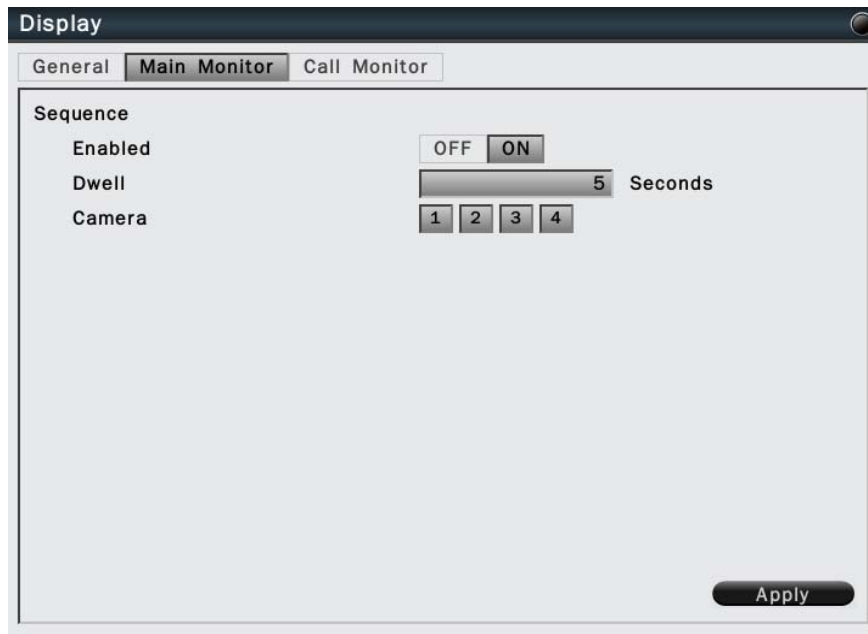 Display
General Main Monitor Call Monitor
Sequence
Enabled OFF ON
Dwell 5 Seconds
Camera 1 2 3 4
Apply